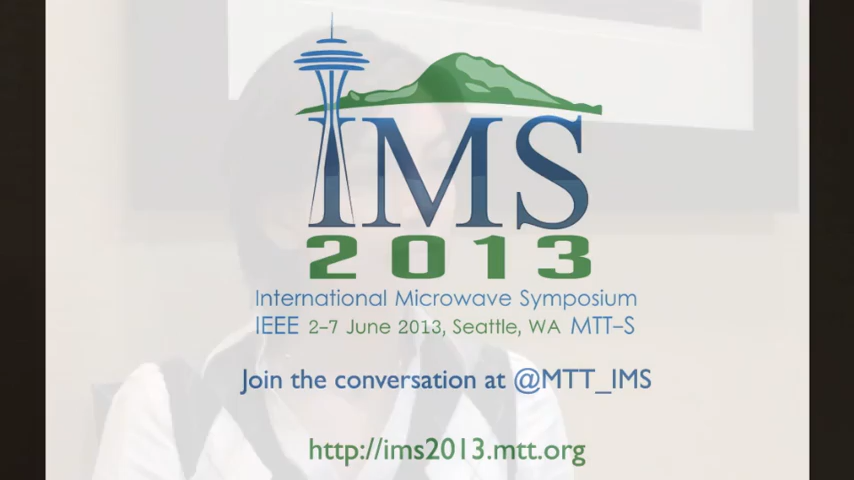 IMS
2013
International Microwave Symposium
IEEE 2–7 June 2013, Seattle, WA MTT–S
Join the conversation at @MTT_IMS
http://ims2013.mtt.org